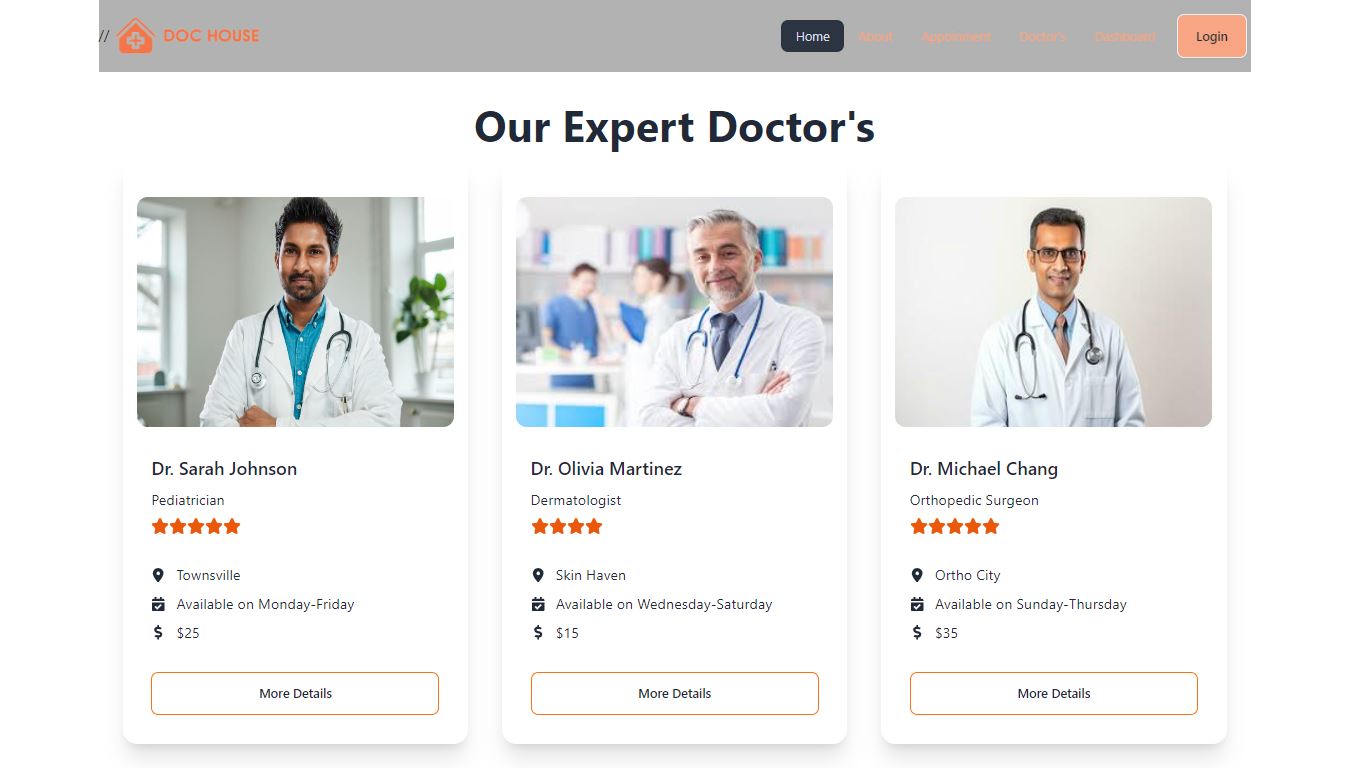 // DOC HOUSE Home About Appoinment Doctor's Dashboard Login
Our Expert Doctor's
Dr. Sarah Johnson
Pediatrician
Townsville
Available on Monday-Friday
$25
More Details
Dr. Olivia Martinez
Dermatologist
Skin Haven
Available on Wednesday-Saturday
$15
More Details
Dr. Michael Chang
Orthopedic Surgeon
Ortho City
Available on Sunday-Thursday
$35
More Details